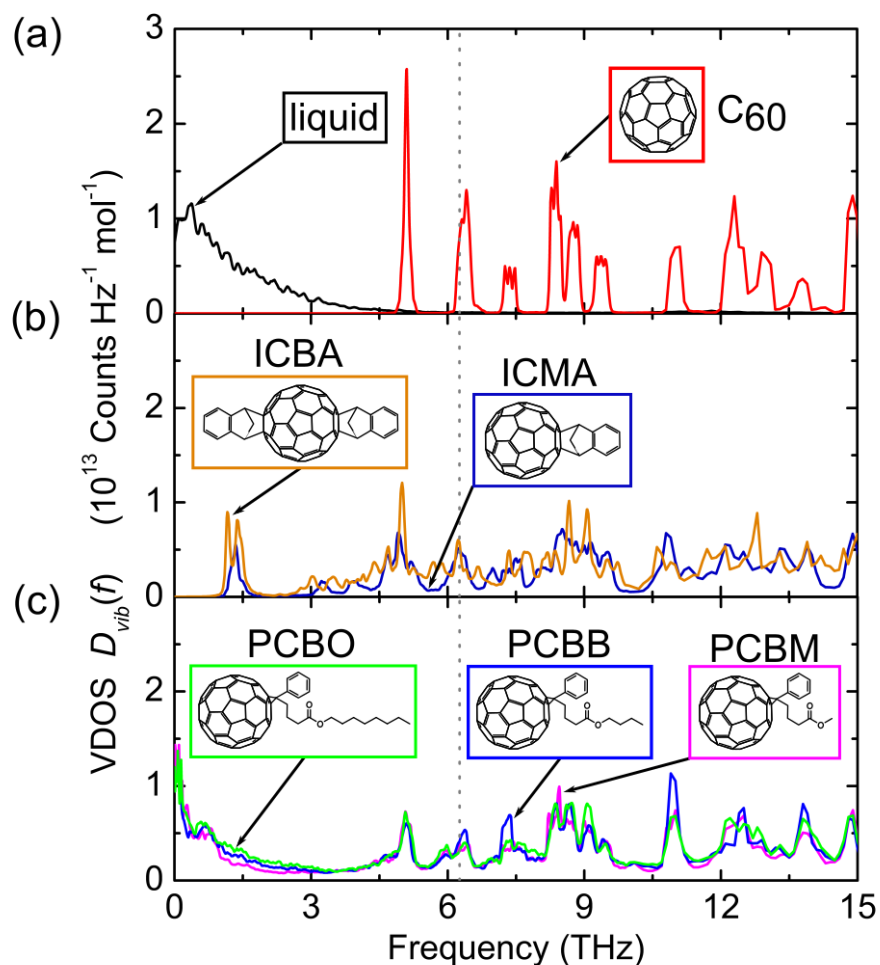 (a)
3
2
1
0
liquid
C60
(b)
2
1
0
ICBA
ICMA
(c)
2
1
0
PCBO
PCBB
PCBM
O
O
O
O
O
O
VDOS Dvib(f) (10^13 Counts Hz^-1 mol^-1)
0 3 6 9 12 15
Frequency (THz)